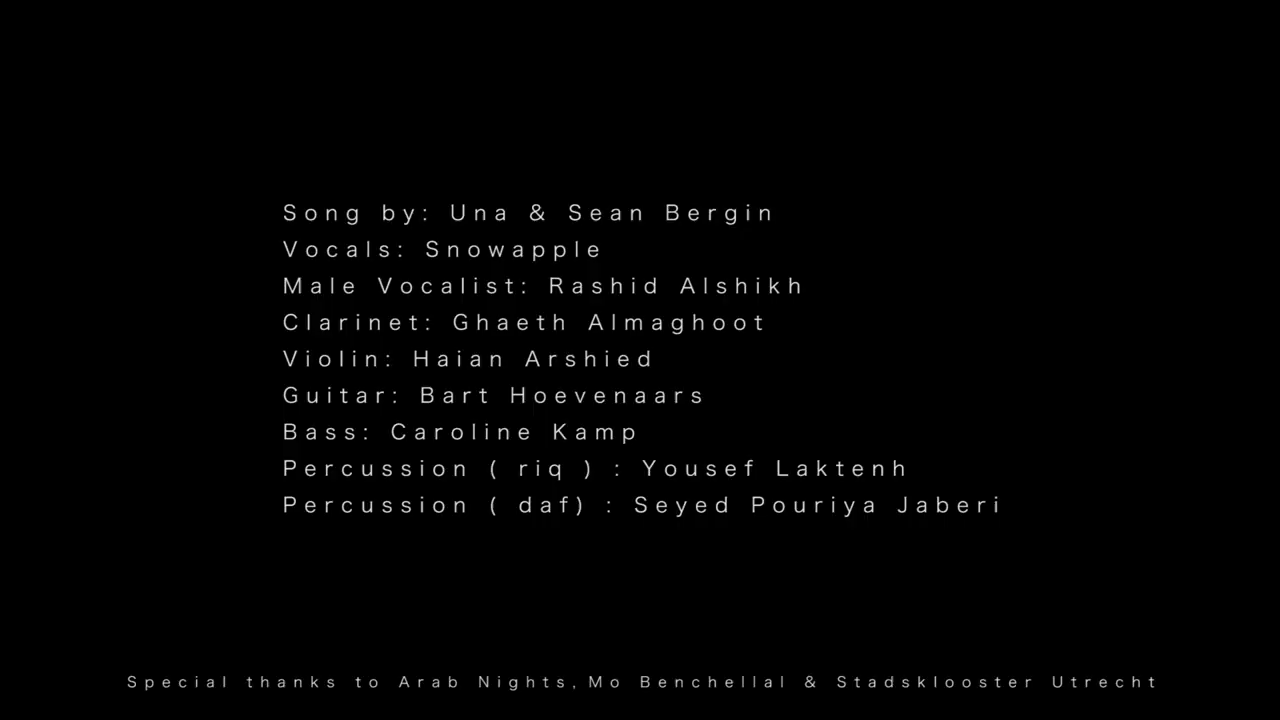 Song by: Una & Sean Bergin
Vocals: Snowapple
Male Vocalist: Rashid Alshikh
Clarinet: Ghaeth Almaghoot
Violin: Haian Arshied
Guitar: Bart Hoevenaars
Bass: Caroline Kamp
Percussion ( riq ) : Yousef Laktenh
Percussion ( daf) : Seyed Pouriya Jaberi
Special thanks to Arab Nights, Mo Benchellal & Stadsklooster Utrecht